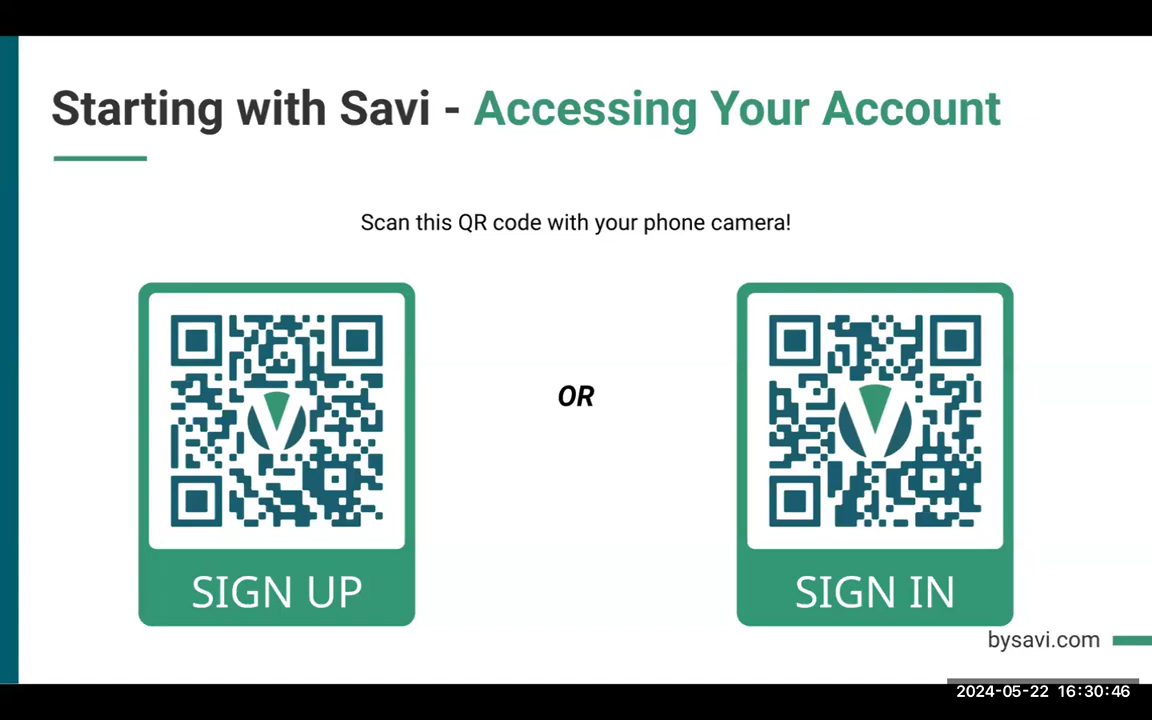 Starting with Savi - Accessing Your Account
Scan this QR code with your phone camera!
OR
SIGN UP
SIGN IN
bysavi.com
2024-05-22 16:30:46